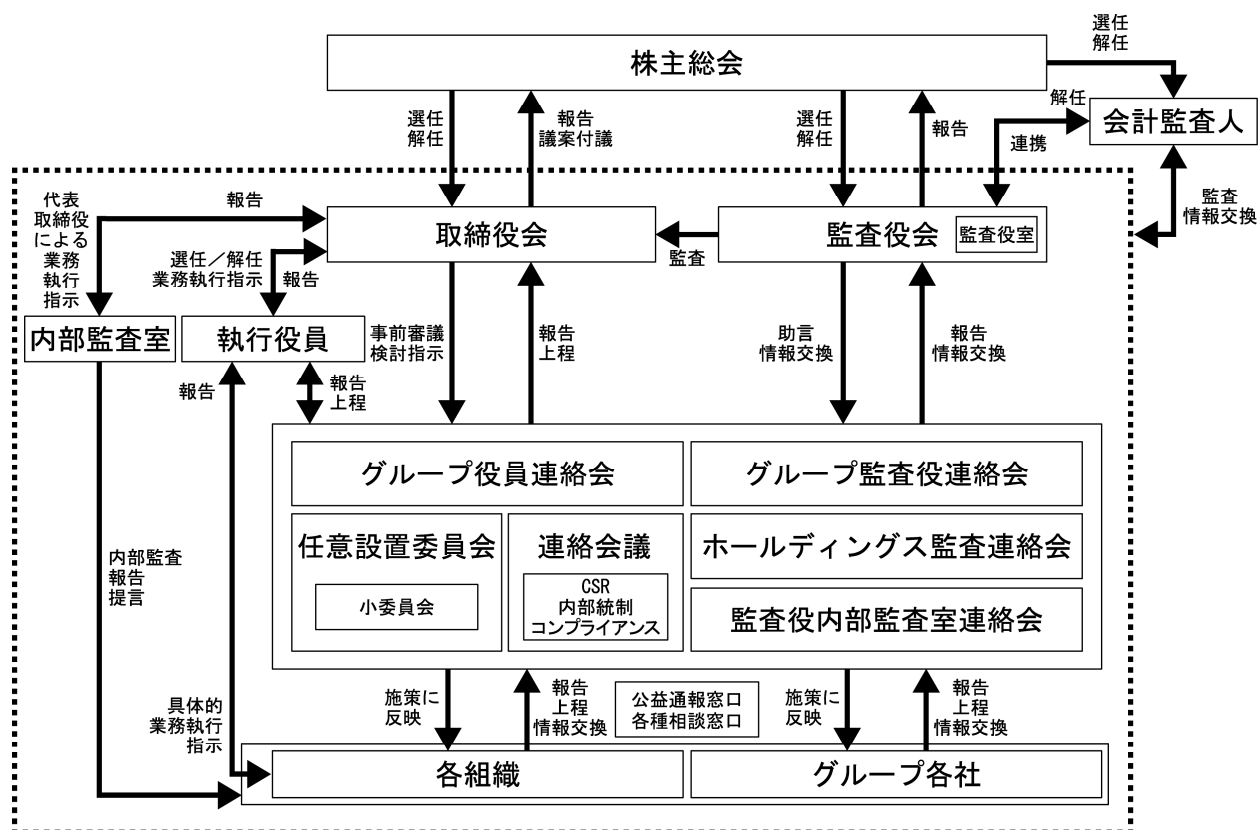 選任
解任
株主総会
解任
会計監査人
連携
選任
解任
報告
議案付議
選任
解任
報告
監査
情報交換
代表
取締役
による
業務
執行
指示
報告
取締役会
監査役会
監査役室
監査
選任／解任
業務執行指示
報告
内部監査室
執行役員
事前審議
検討指示
報告
上程
助言
情報交換
報告
情報交換
報告
報告
上程
グループ役員連絡会
グループ監査役連絡会
任意設置委員会
小委員会
連絡会議
CSR
内部統制
コンプライアンス
ホールディングス監査連絡会
監査役内部監査室連絡会
内部監査
報告
提言
具体的
業務執行
指示
施策に
反映
報告
上程
情報交換
公益通報窓口
各種相談窓口
施策に
反映
報告
上程
情報交換
各組織
グループ各社